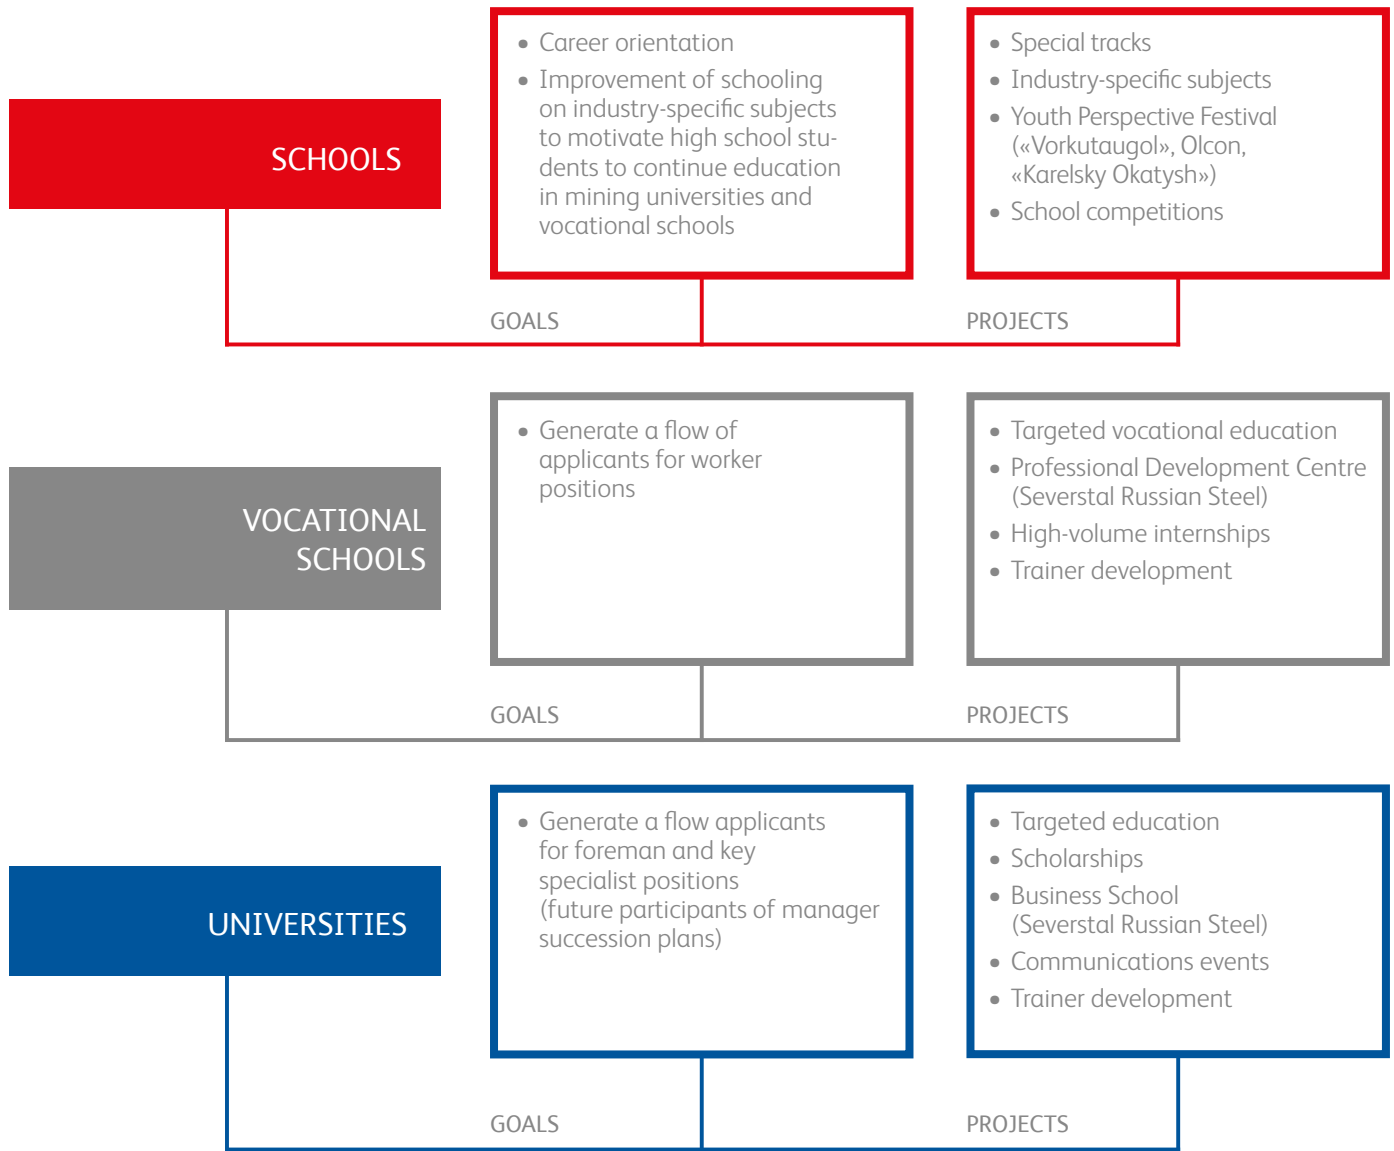 SCHOOLS
• Career orientation
• Improvement of schooling
on industry-specific subjects
to motivate high school stu-
dents to continue education
in mining universities and
vocational schools
GOALS
• Special tracks
• Industry-specific subjects
• Youth Perspective Festival
(«Vorkutaugol», Olcon,
«Karelsky Okatysh»)
• School competitions
PROJECTS
VOCATIONAL
SCHOOLS
• Generate a flow of
applicants for worker
positions
GOALS
• Targeted vocational education
• Professional Development Centre
(Severstal Russian Steel)
• High-volume internships
• Trainer development
PROJECTS
UNIVERSITIES
• Generate a flow applicants
for foreman and key
specialist positions
(future participants of manager
succession plans)
GOALS
• Targeted education
• Scholarships
• Business School
(Severstal Russian Steel)
• Communications events
• Trainer development
PROJECTS